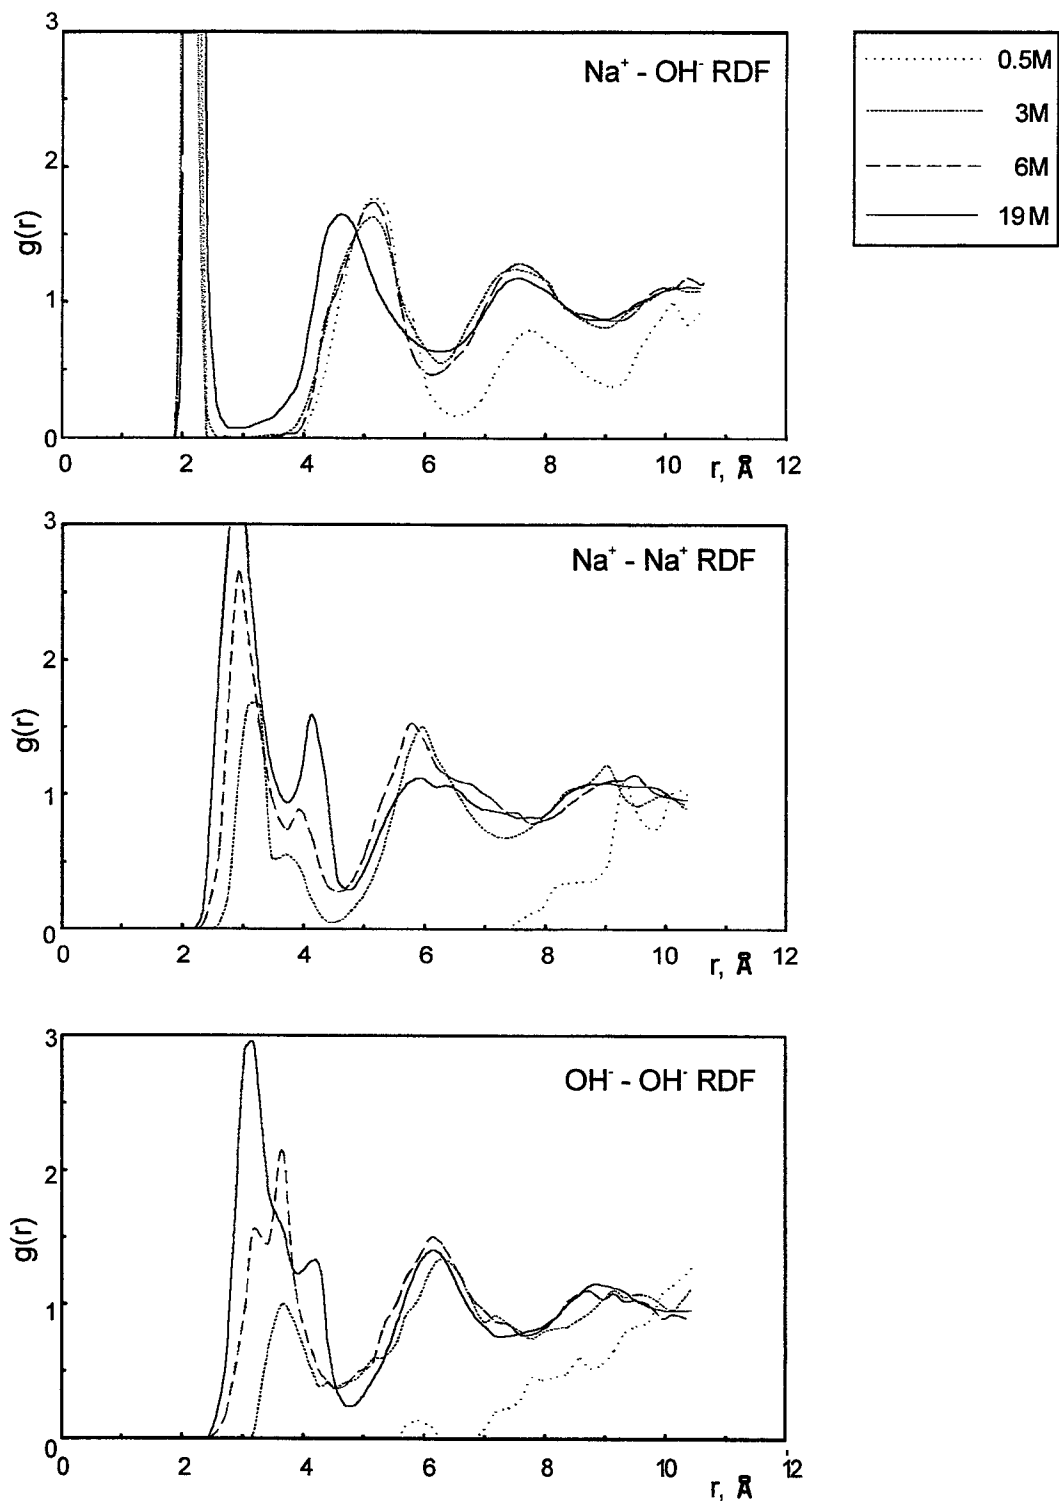 3
2
1
0
g(r)
Na⁺ - OH⁻ RDF
0 2 4 6 8 10 12
r, Å
0.5M
3M
6M
19M
3
2
1
0
g(r)
Na⁺ - Na⁺ RDF
0 2 4 6 8 10 12
r, Å
3
2
1
0
g(r)
OH⁻ - OH⁻ RDF
0 2 4 6 8 10 12
r, Å